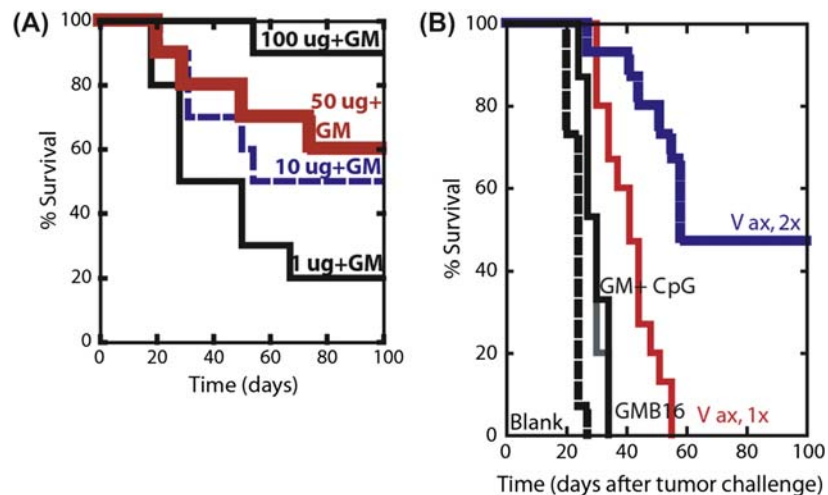 (A)
100
80
60
40
20
0
% Survival
100 ug+GM
50 ug+
GM
10 ug+GM
1 ug+GM
0 20 40 60 80 100
Time (days)
(B)
100
80
60
40
20
0
% Survival
V ax, 2x
GM+ CpG
GMB16
V ax, 1x
Blank
0 20 40 60 80 100
Time (days after tumor challenge)